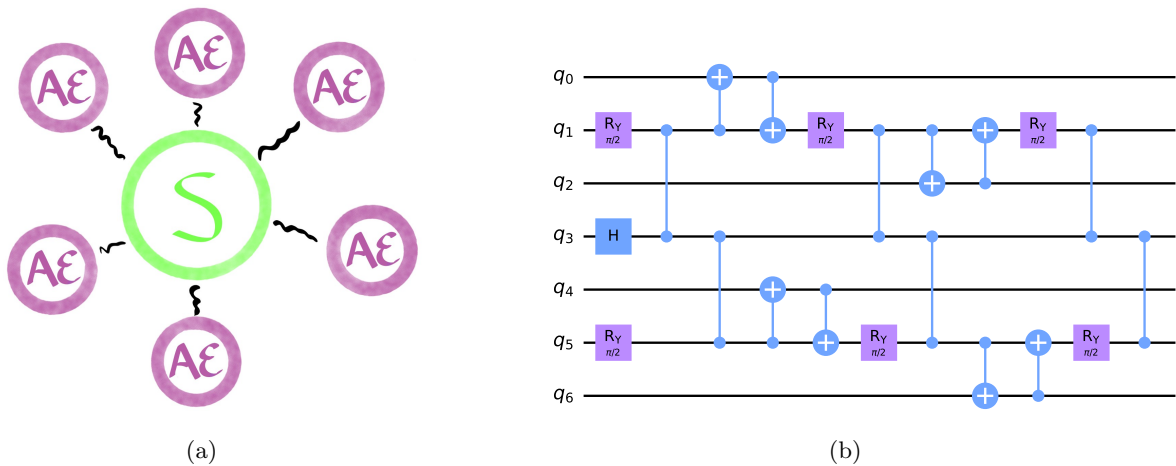 AE
AE
AE
S
AE
AE
AE
(a)
q0
q1 RY π/2 RY π/2 RY π/2
q2
q3 H
q4
q5 RY π/2 RY π/2 RY π/2
q6
(b)